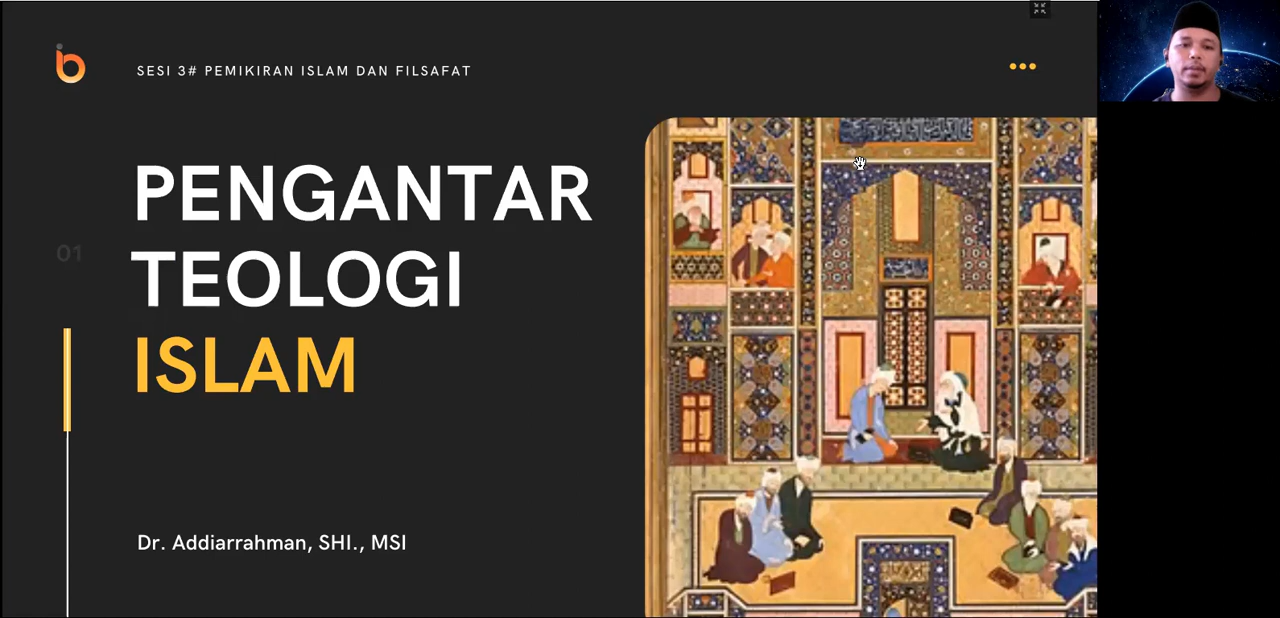 SESI 3# PEMIKIRAN ISLAM DAN FILSAFAT
PENGANTAR
TEOLOGI
ISLAM
01
Dr. Addiarrahman, SHI., MSI